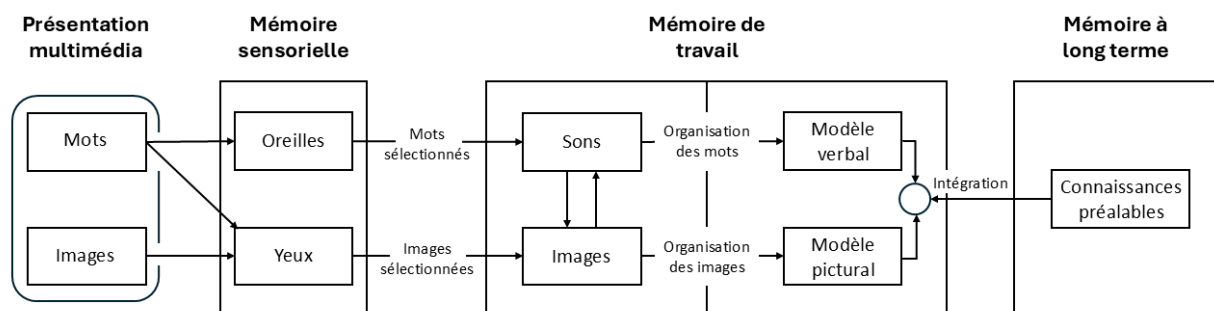 Présentation
multimédia
Mémoire
sensorielle
Mémoire de
travail
Mémoire à
long terme
Mots
Oreilles
Mots
sélectionnés
Sons
Organisation
des mots
Modèle
verbal
Intégration
Connaissances
préalables
Images
Yeux
Images
sélectionnées
Images
Organisation
des images
Modèle
pictural